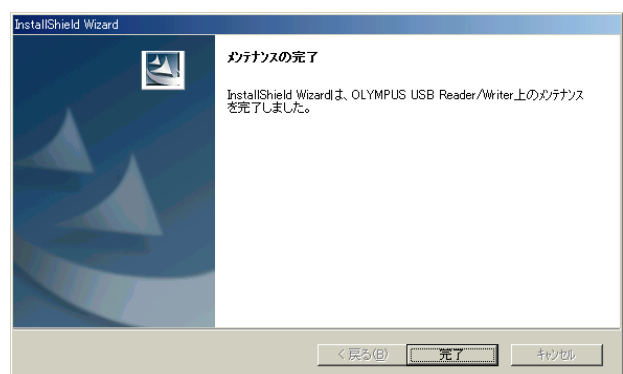 InstallShield Wizard
メンテナンスの完了
InstallShield Wizardは、OLYMPUS USB Reader/Writer上のメンテナンス
を完了しました。
< 戻る(B)
完了
キャンセル